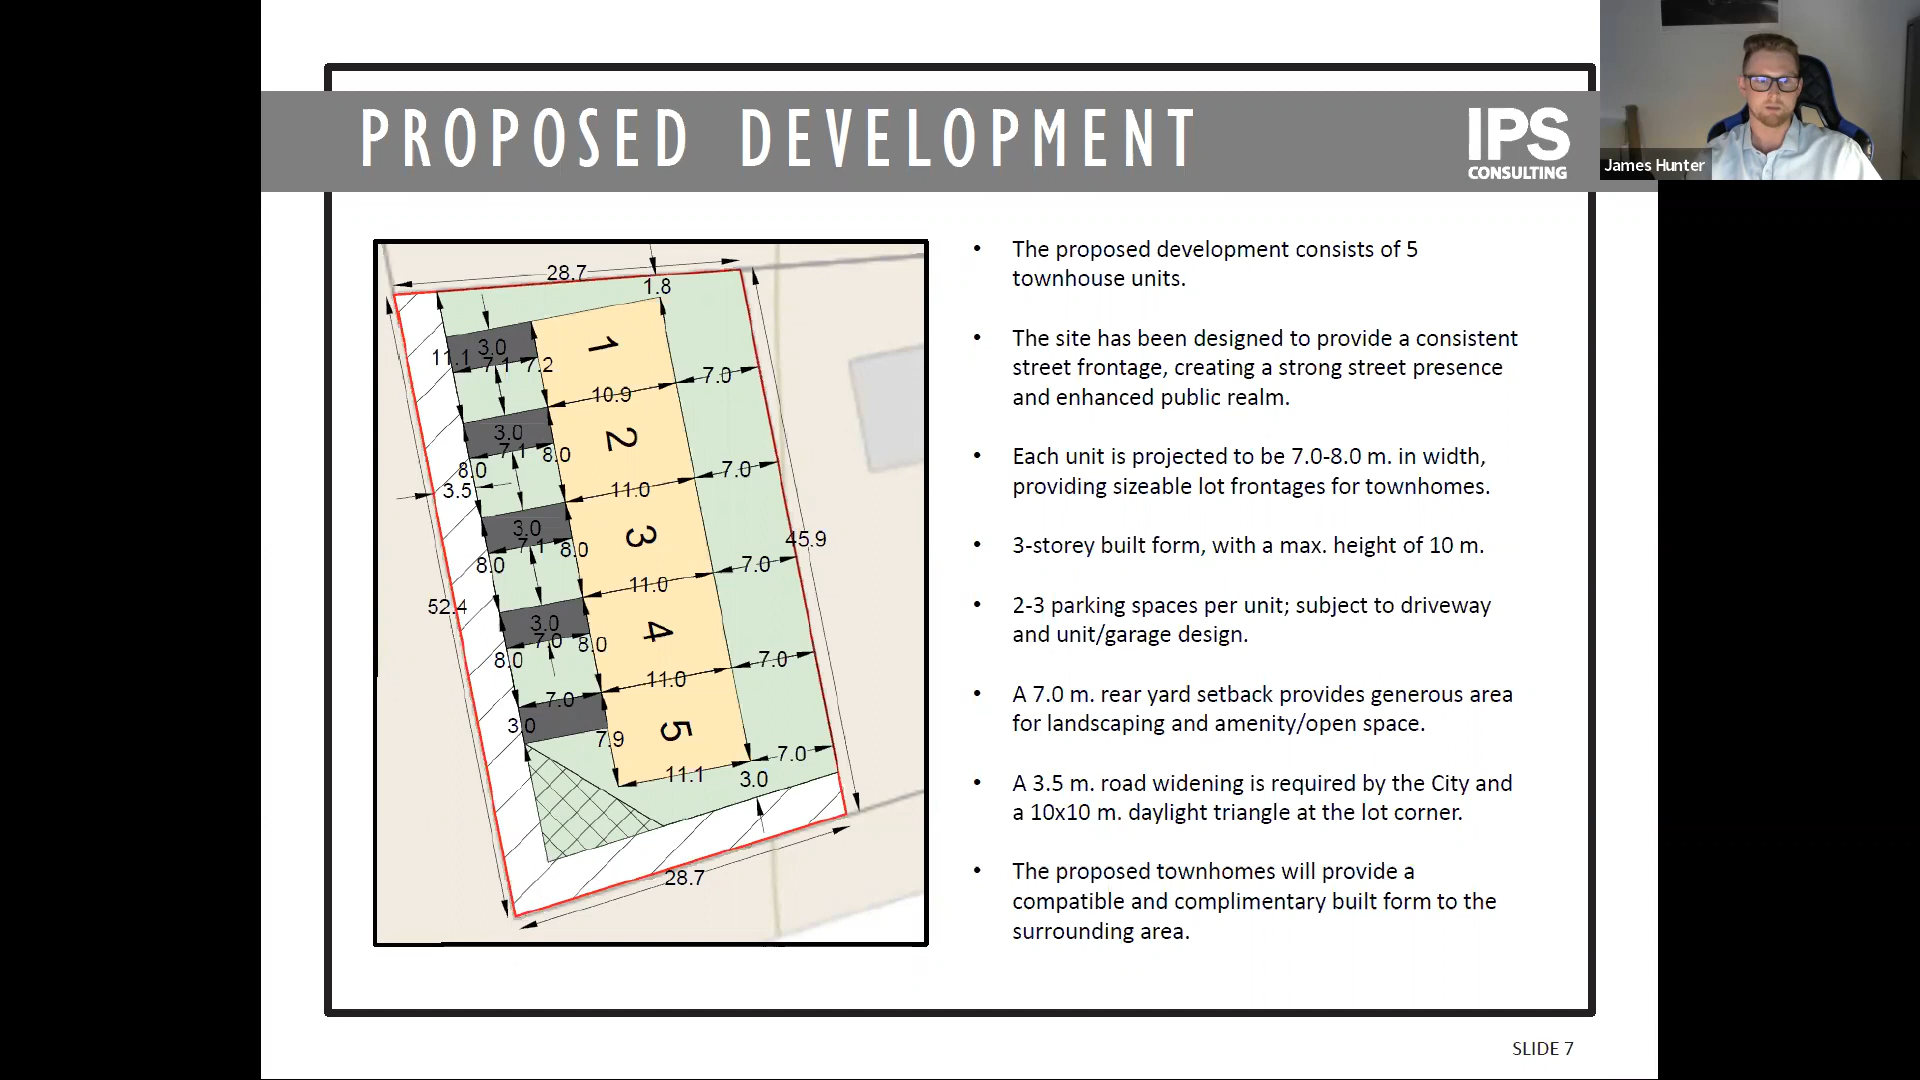 PROPOSED DEVELOPMENT
IPS
CONSULTING
James Hunter
28.7
1.8
3.0
11.1
7.1
7.2
1
7.0
10.9
3.0
7.1
8.0
2
8.0
7.0
3.5
11.0
3.0
7.1
8.0
3
45.9
8.0
7.0
11.0
52.4
3.0
7.0
8.0
4
8.0
7.0
11.0
7.0
3.0
7.9
5
7.0
11.1
3.0
28.7
• The proposed development consists of 5
townhouse units.
• The site has been designed to provide a consistent
street frontage, creating a strong street presence
and enhanced public realm.
• Each unit is projected to be 7.0-8.0 m. in width,
providing sizeable lot frontages for townhomes.
• 3-storey built form, with a max. height of 10 m.
• 2-3 parking spaces per unit; subject to driveway
and unit/garage design.
• A 7.0 m. rear yard setback provides generous area
for landscaping and amenity/open space.
• A 3.5 m. road widening is required by the City and
a 10x10 m. daylight triangle at the lot corner.
• The proposed townhomes will provide a
compatible and complimentary built form to the
surrounding area.
SLIDE 7